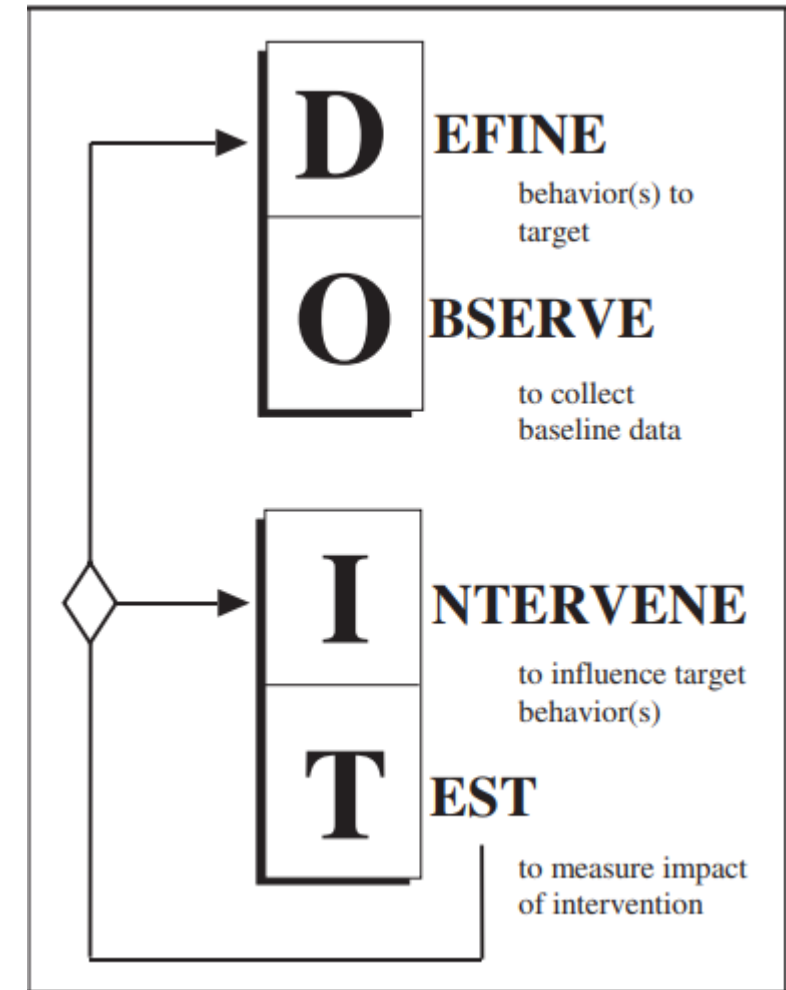 DEFINE
behavior(s) to
target
OBSERVE
to collect
baseline data
INTERVENE
to influence target
behavior(s)
TEST
to measure impact
of intervention